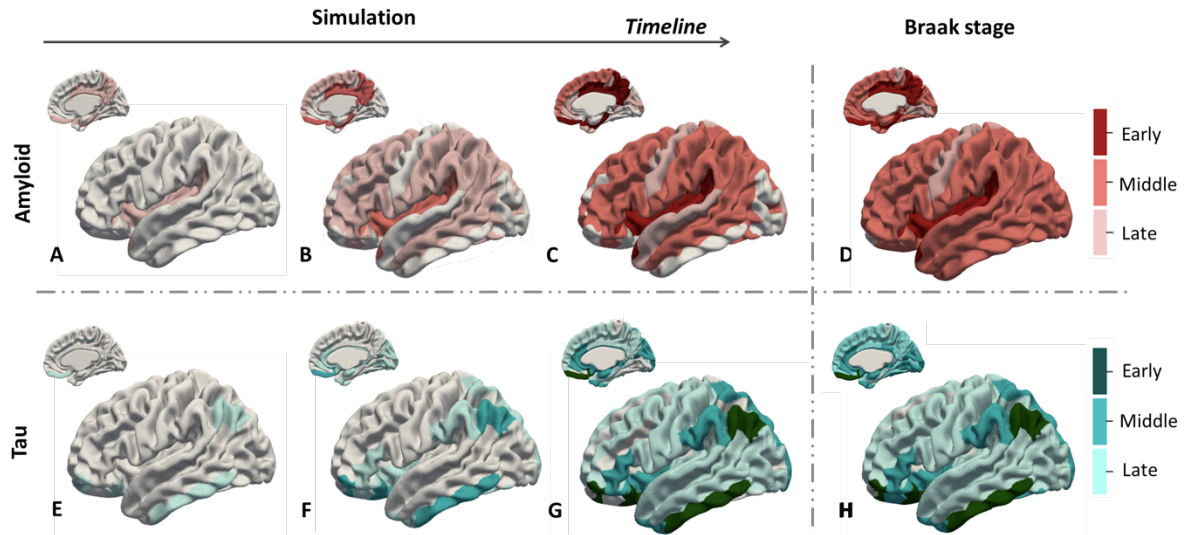 Simulation
Timeline
Braak stage
Amyloid
A
B
C
D
Early
Middle
Late
Tau
E
F
G
H
Early
Middle
Late